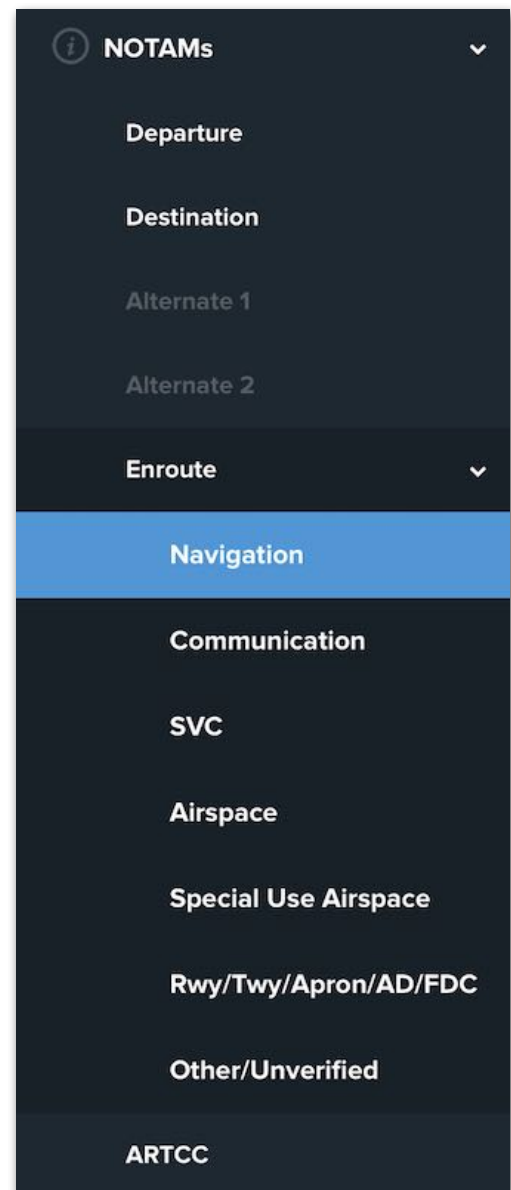 NOTAMs
Departure
Destination
Alternate 1
Alternate 2
Enroute
Navigation
Communication
SVC
Airspace
Special Use Airspace
Rwy/Twy/Apron/AD/FDC
Other/Unverified
ARTCC